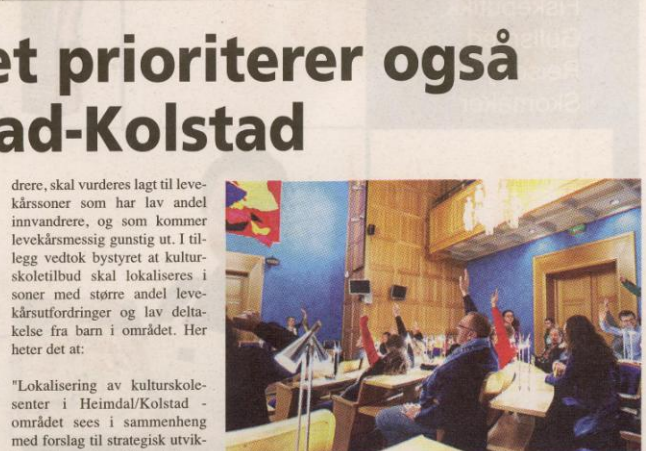 et prioriterer også
ad-Kolstad
drere, skal vurderes lagt til leve-
kårssoner som har lav andel
innvandrere, og som kommer
levekårsmessig gunstig ut. I til-
legg vedtok bystyret at kultur-
skoletilbud skal lokaliseres i
soner med større andel leve-
kårsutfordringer og lav delta-
kelse fra barn i området. Her
heter det at:
"Lokalisering av kulturskole-
senter i Heimdal/Kolstad -
området sees i sammenheng
med forslag til strategisk utvik-